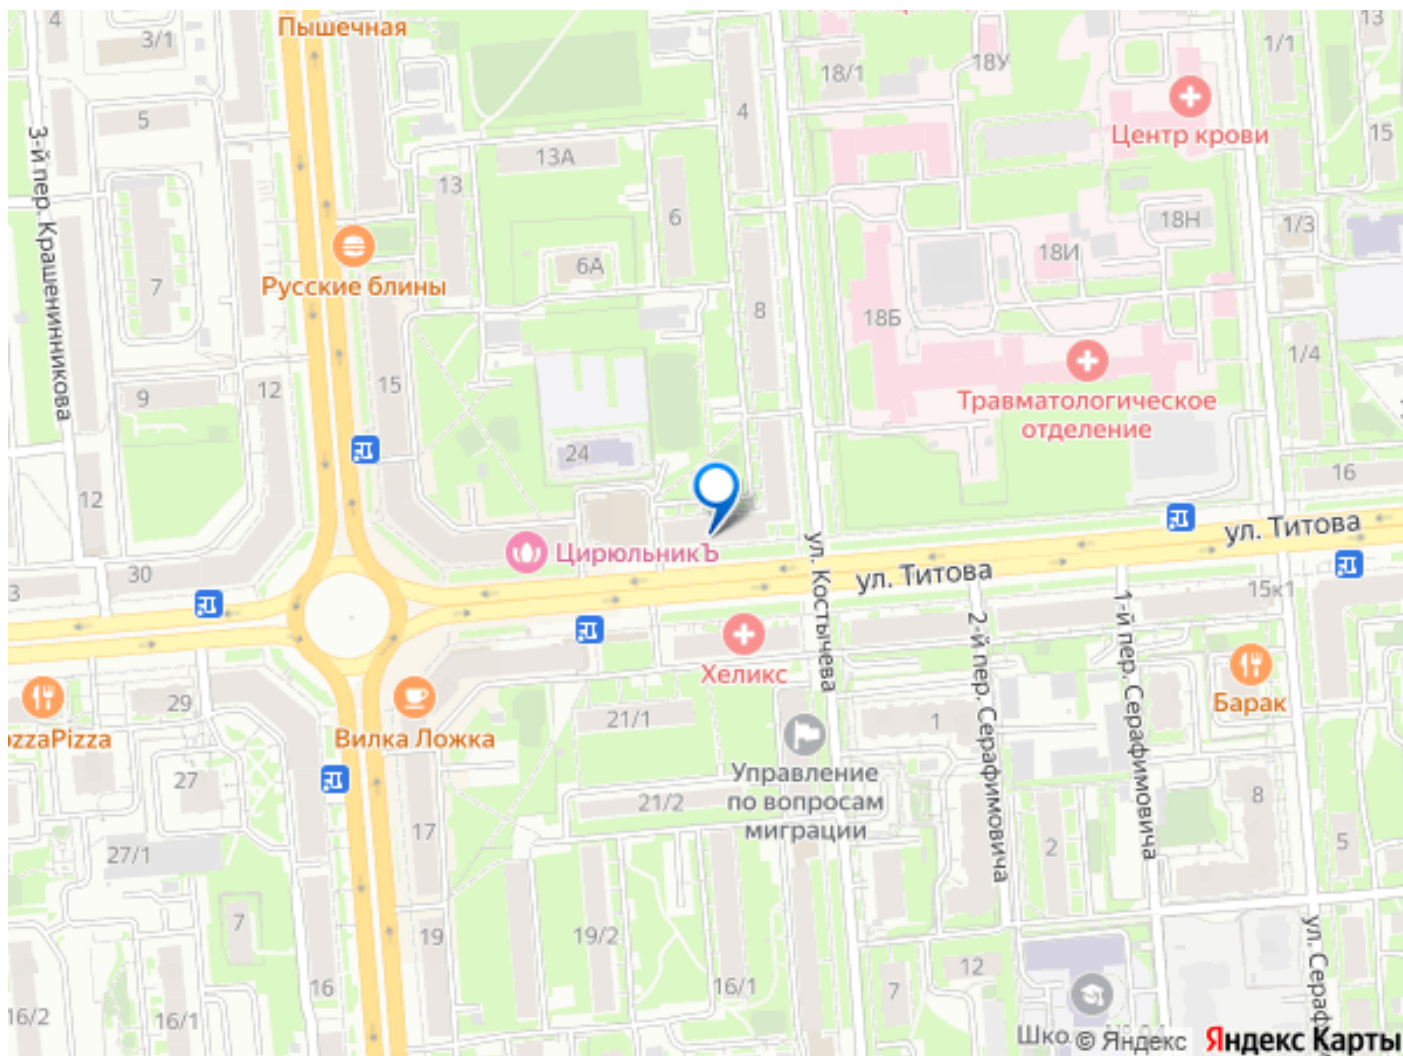 Пышечная
4
3/1
5
3-й пер. Крашенинникова
13А
13
4
6
18/1
18У
Центр крови
1/1
13
15
18Н
1/3
18И
6А
Русские блины
7
8
18Б
1/4
Травматологическое
отделение
9
12
15
24
12
16
ул. Титова
ЦирюльникЪ
ул. Костычева
ул. Титова
30
3
15к1
2-й пер. Серафимовича
1-й пер. Серафимовича
Хеликс
Барак
29
ozzaPizza
Вилка Ложка
21/1
1
Управление
по вопросам
миграции
27
21/2
8
17
27/1
2
5
7
19
19/2
ул. Сераф
12
16
16/1
7
16/2
16/1
Шко
© Яндекс
Яндекс Карты